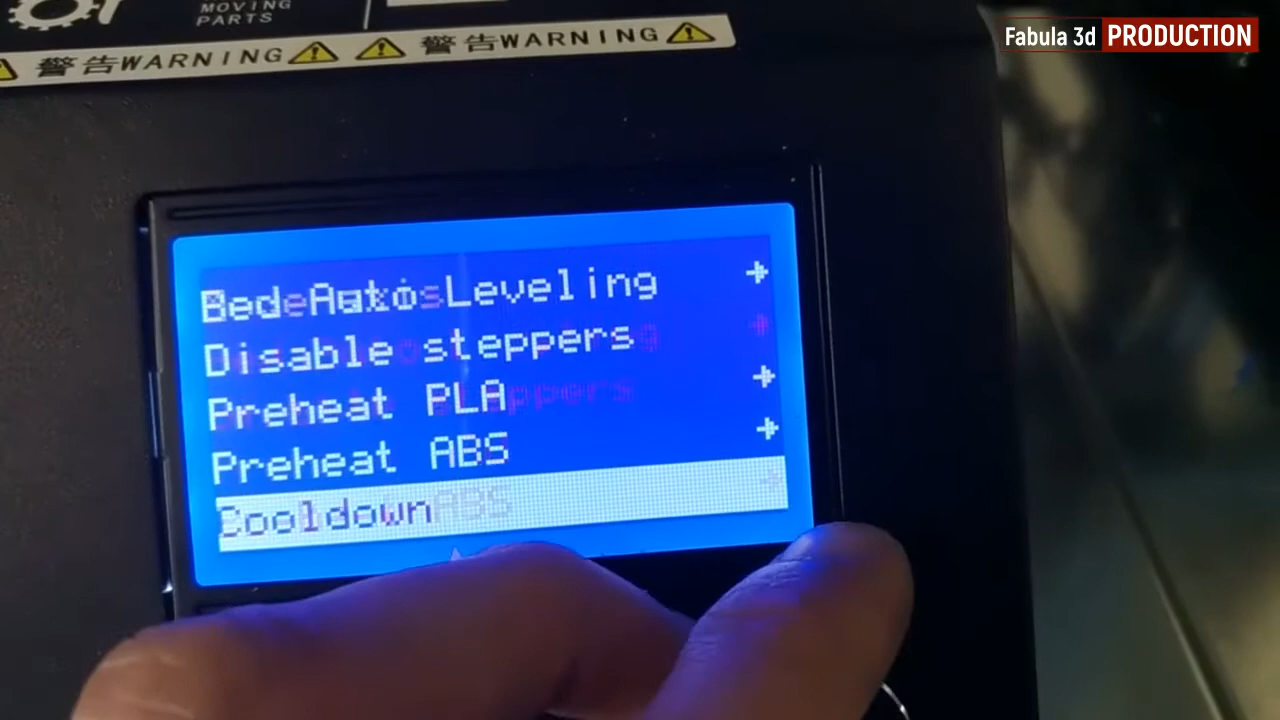 MOVING
PARTS
Fabula 3d PRODUCTION
警告WARNING 警告WARNING
Leveling
Disable steppers
Preheat PLA
Preheat ABS
Cooldown